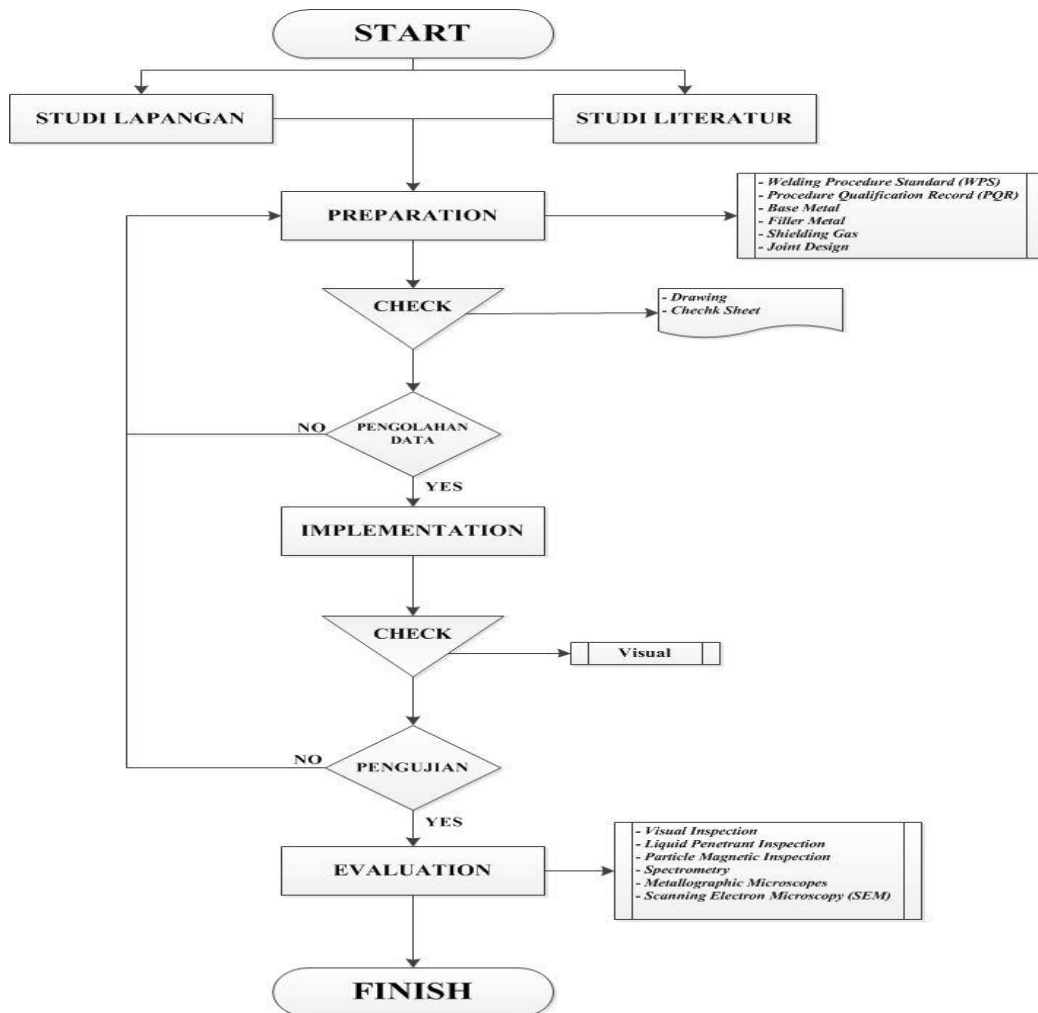 START
STUDI LAPANGAN
STUDI LITERATUR
PREPARATION
- Welding Procedure Standard (WPS)
- Procedure Qualification Record (PQR)
- Base Metal
- Filler Metal
- Shielding Gas
- Joint Design
CHECK
- Drawing
- Chechk Sheet
NO
PENGOLAHAN
DATA
YES
IMPLEMENTATION
CHECK
Visual
NO
PENGUJIAN
YES
EVALUATION
- Visual Inspection
- Liquid Penetrant Inspection
- Particle Magnetic Inspection
- Spectrometry
- Metallographic Microscopes
- Scanning Electron Microscopy (SEM)
FINISH